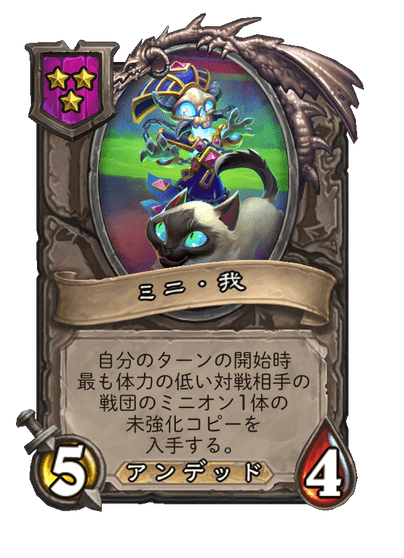 ミニ・我
自分のターンの開始時
最も体力の低い対戦相手の
戦団のミニオン1体の
未強化コピーを
入手する。
5
アンデッド
4